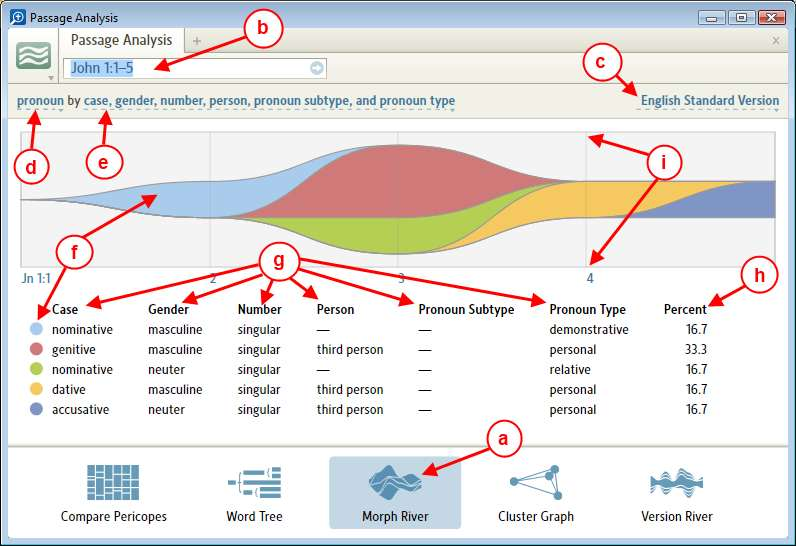 Passage Analysis
b
Passage Analysis +
John 1:1–5
c
pronoun by case, gender, number, person, pronoun subtype, and pronoun type English Standard Version
d e i
f g h
Jn 1:1 2 3 4
Case Gender Number Person Pronoun Subtype Pronoun Type Percent
nominative masculine singular — — demonstrative 16.7
genitive masculine singular third person — personal 33.3
nominative neuter singular — — relative 16.7
dative masculine singular third person — personal 16.7
accusative neuter singular third person — personal 16.7
a
Compare Pericopes Word Tree Morph River Cluster Graph Version River